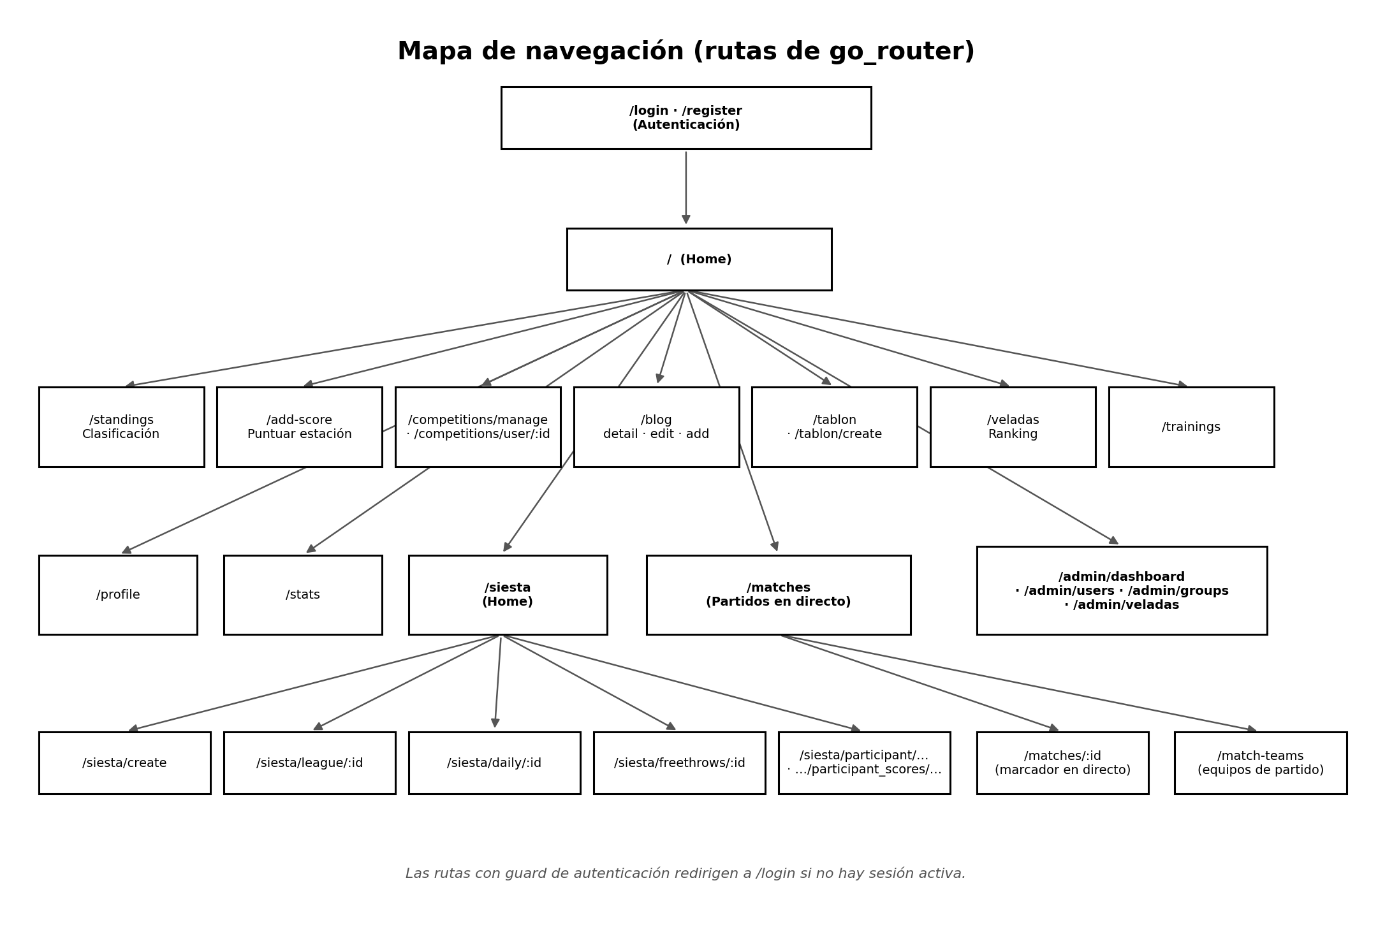 Mapa de navegación (rutas de go_router)
/login · /register
(Autenticación)
/ (Home)
/standings
Clasificación
/add-score
Puntuar estación
/competitions/manage
· /competitions/user/:id
/blog
detail · edit · add
/tablon
· /tablon/create
/veladas
Ranking
/trainings
/profile
/stats
/siesta
(Home)
/matches
(Partidos en directo)
/admin/dashboard
· /admin/users · /admin/groups
· /admin/veladas
/siesta/create
/siesta/league/:id
/siesta/daily/:id
/siesta/freethrows/:id
/siesta/participant/…
· …/participant_scores/…
/matches/:id
(marcador en directo)
/match-teams
(equipos de partido)
Las rutas con guard de autenticación redirigen a /login si no hay sesión activa.